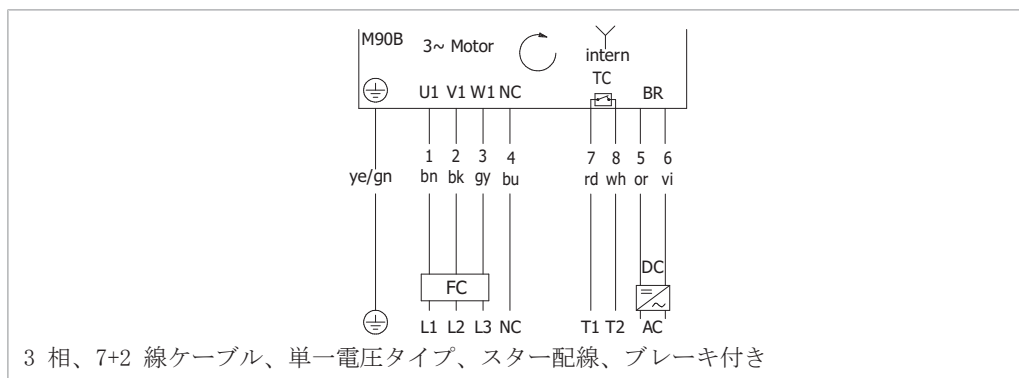 M90B 3~ Motor intern
TC
U1 V1 W1 NC BR
1 2 3 4 7 8 5 6
ye/gn bn bk gy bu rd wh or vi
DC
FC
L1 L2 L3 NC T1 T2 AC
3 相、7+2 線ケーブル、単一電圧タイプ、スター配線、ブレーキ付き